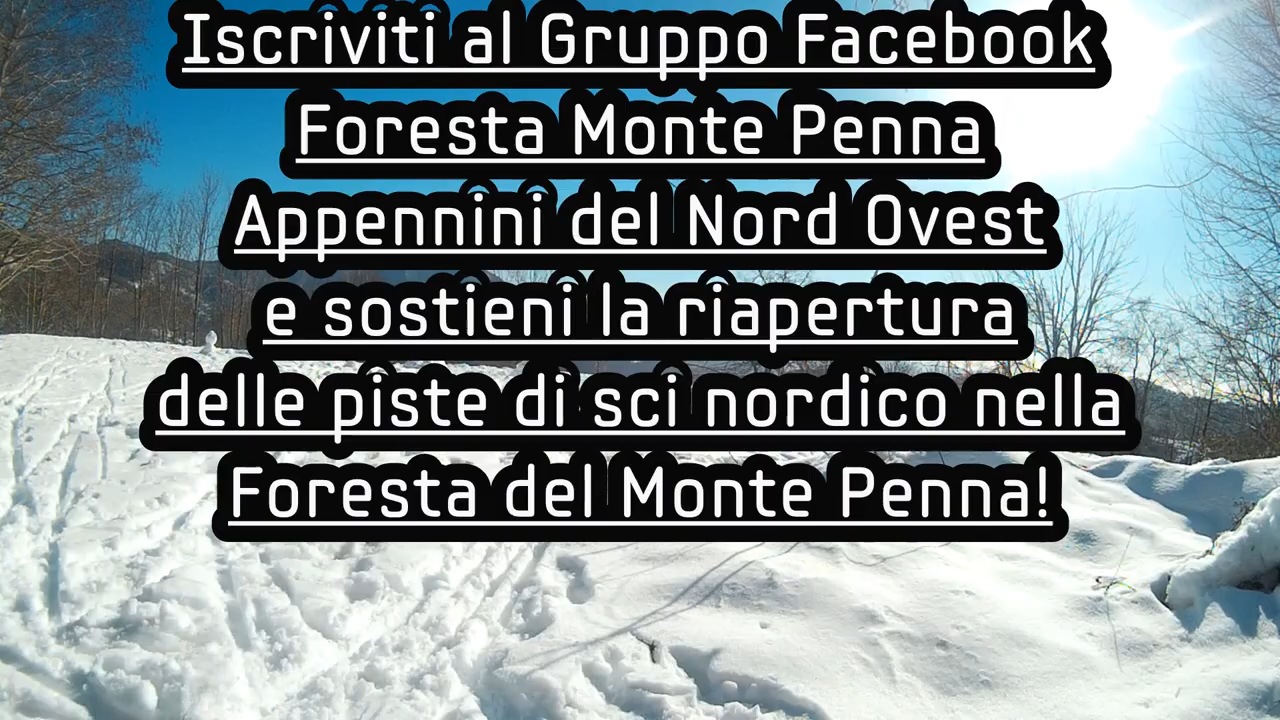 Iscriviti al Gruppo Facebook
Foresta Monte Penna
Appennini del Nord Ovest
e sostieni la riapertura
delle piste di sci nordico nella
Foresta del Monte Penna!